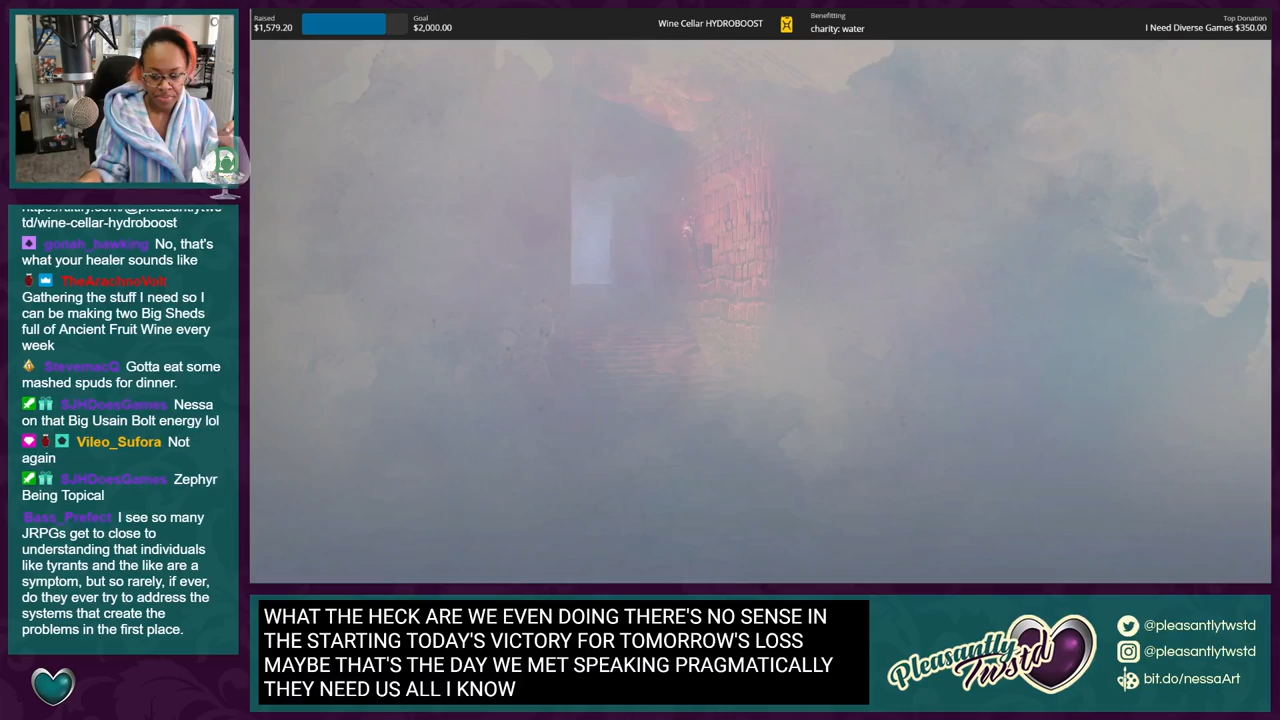 Raised
$1,579.20
Goal
$2,000.00
Wine Cellar HYDROBOOST
Benefitting
charity: water
Top Donation
I Need Diverse Games $350.00
td/wine-cellar-hydroboost
gonah_hawking No, that's
what your healer sounds like
TheArachnoVult
Gathering the stuff I need so I
can be making two Big Sheds
full of Ancient Fruit Wine every
week
StevemacQ Gotta eat some
mashed spuds for dinner.
SJHDoesGames Nessa
on that Big Usain Bolt energy lol
Vileo_Sufora Not
again
SJHDoesGames Zephyr
Being Topical
Bass_Prefect I see so many
JRPGs get to close to
understanding that individuals
like tyrants and the like are a
symptom, but so rarely, if ever,
do they ever try to address the
systems that create the
problems in the first place.
WHAT THE HECK ARE WE EVEN DOING THERE'S NO SENSE IN
THE STARTING TODAY'S VICTORY FOR TOMORROW'S LOSS
MAYBE THAT'S THE DAY WE MET SPEAKING PRAGMATICALLY
THEY NEED US ALL I KNOW
Pleasantly
Twstd
@pleasantlytwstd
@pleasantlytwstd
bit.do/nessaArt